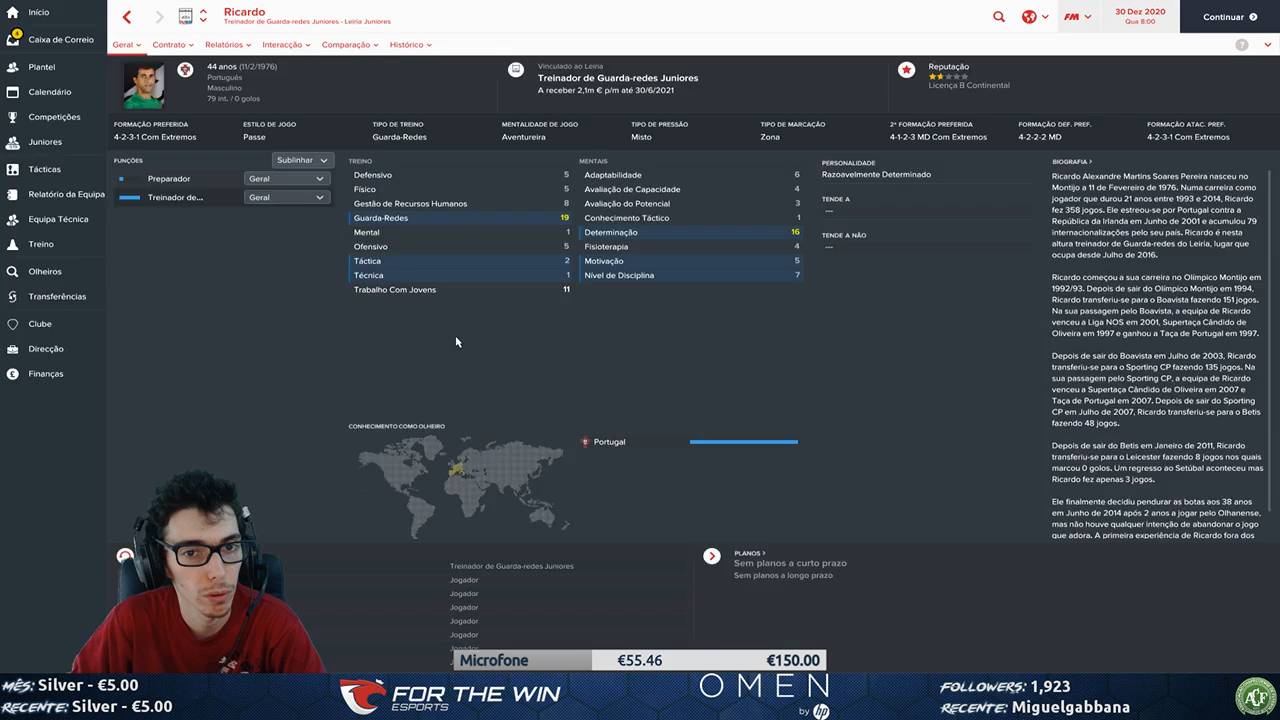 Início
4
Caixa de Correio
Plantel
Calendário
Competições
Juniores
Tácticas
Relatório da Equipa
Equipa Técnica
Treino
Olheiros
Transferências
Clube
Direcção
Finanças
Ricardo
Treinador de Guarda-redes Juniores - Leiria Juniores
FM
30 Dez 2020
Qua 8:00
Continuar
Geral
Contrato
Relatórios
Interacção
Comparação
Histórico
?
44 anos (11/2/1976)
Português
Masculino
79 int. / 0 golos
Vinculado ao Leiria
Treinador de Guarda-redes Juniores
A receber 2,1m € p/m até 30/6/2021
Reputação
Licença B Continental
FORMAÇÃO PREFERIDA
4-2-3-1 Com Extremos
ESTILO DE JOGO
Passe
TIPO DE TREINO
Guarda-Redes
MENTALIDADE DE JOGO
Aventureira
TIPO DE PRESSÃO
Misto
TIPO DE MARCAÇÃO
Zona
2ª FORMAÇÃO PREFERIDA
4-1-2-3 MD Com Extremos
FORMAÇÃO DEF. PREF.
4-2-2-2 MD
FORMAÇÃO ATAC. PREF.
4-2-3-1 Com Extremos
FUNÇÕES
Sublinhar
Preparador
Geral
Treinador de...
Geral
TREINO
Defensivo 5
Físico 5
Gestão de Recursos Humanos 8
Guarda-Redes 19
Mental 1
Ofensivo 5
Táctica 2
Técnica 1
Trabalho Com Jovens 11
MENTAIS
Adaptabilidade 6
Avaliação de Capacidade 4
Avaliação do Potencial 3
Conhecimento Táctico 1
Determinação 16
Fisioterapia 4
Motivação 5
Nível de Disciplina 7
PERSONALIDADE
Razoavelmente Determinado
TENDE A
---
TENDE A NÃO
---
BIOGRAFIA >
Ricardo Alexandre Martins Soares Pereira nasceu no
Montijo a 11 de Fevereiro de 1976. Numa carreira como
jogador que durou 21 anos entre 1993 e 2014, Ricardo
fez 358 jogos. Ele estreou-se por Portugal contra a
República da Irlanda em Junho de 2001 e acumulou 79
internacionalizações pelo seu país. Ricardo é nesta
altura treinador de Guarda-redes do Leiria, lugar que
ocupa desde Julho de 2016.
Ricardo começou a sua carreira no Olímpico Montijo em
1992/93. Depois de sair do Olímpico Montijo em 1994,
Ricardo transferiu-se para o Boavista fazendo 151 jogos.
Na sua passagem pelo Boavista, a equipa de Ricardo
venceu a Liga NOS em 2001, Supertaça Cândido de
Oliveira em 1997 e ganhou a Taça de Portugal em 1997.
Depois de sair do Boavista em Julho de 2003, Ricardo
transferiu-se para o Sporting CP fazendo 135 jogos. Na
sua passagem pelo Sporting CP, a equipa de Ricardo
venceu a Supertaça Cândido de Oliveira em 2007 e
Taça de Portugal em 2007. Depois de sair do Sporting
CP em Julho de 2007, Ricardo transferiu-se para o Betis
fazendo 48 jogos.
Depois de sair do Betis em Janeiro de 2011, Ricardo
transferiu-se para o Leicester fazendo 8 jogos nos quais
marcou 0 golos. Um regresso ao Setúbal aconteceu mas
Ricardo fez apenas 3 jogos.
Ele finalmente decidiu pendurar as botas aos 38 anos
em Junho de 2014 após 2 anos a jogar pelo Olhanense,
mas não houve qualquer intenção de abandonar o jogo
que adora. A primeira experiência de Ricardo fora dos
CONHECIMENTO COMO OLHEIRO
Portugal
Treinador de Guarda-redes Juniores
Jogador
Jogador
Jogador
Jogador
Jogador
PLANOS >
Sem planos a curto prazo
Sem planos a longo prazo
Microfone €55.46 €150.00
MÊS: Silver - €5.00
RECENTE: Silver - €5.00
FOR THE WIN
ESPORTS
OMEN
by hp
FOLLOWERS: 1,923
RECENTE: Miguelgabbana
ACF